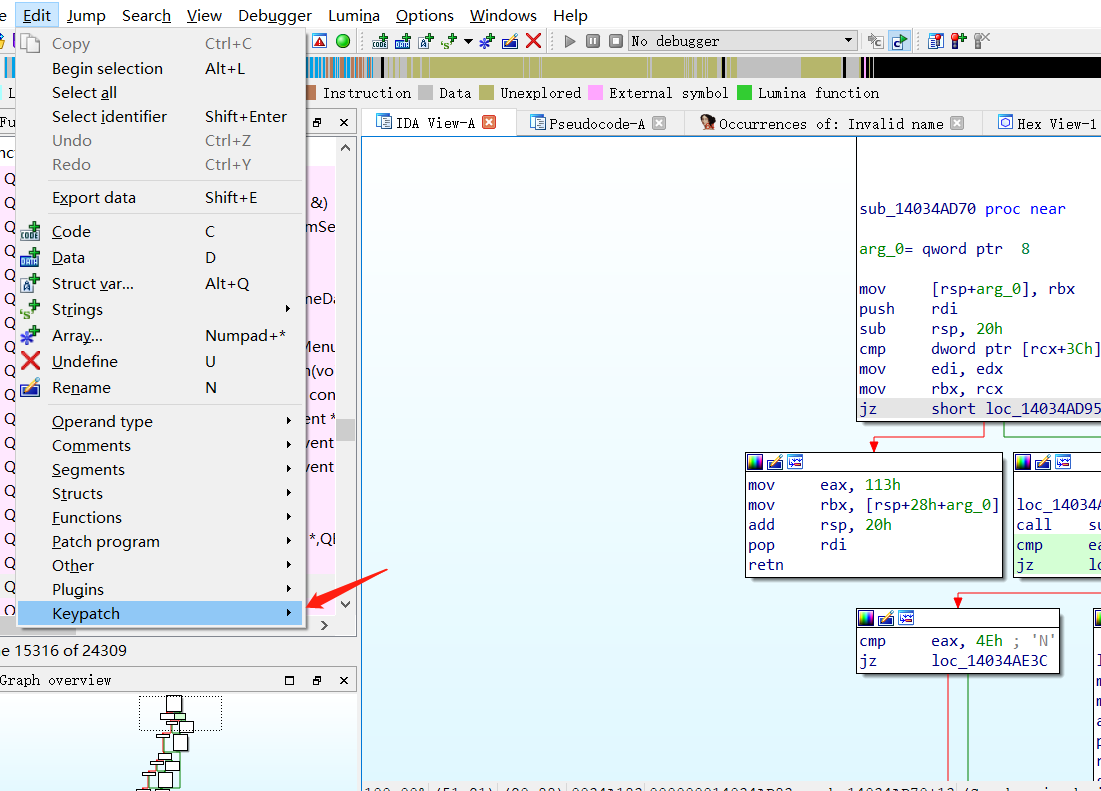 Edit Jump Search View Debugger Lumina Options Windows Help
No debugger
Instruction Data Unexplored External symbol Lumina function
Copy Ctrl+C
Begin selection Alt+L
Select all
Select identifier Shift+Enter
Undo Ctrl+Z
Redo Ctrl+Y
Export data Shift+E
Code C
Data D
Struct var... Alt+Q
Strings
Array... Numpad+*
Undefine U
Rename N
Operand type
Comments
Segments
Structs
Functions
Patch program
Other
Plugins
Keypatch
e 15316 of 24309
Graph overview
IDA View-A Pseudocode-A Occurrences of: Invalid name Hex View-1
sub_14034AD70 proc near
arg_0= qword ptr 8
mov [rsp+arg_0], rbx
push rdi
sub rsp, 20h
cmp dword ptr [rcx+3Ch]
mov edi, edx
mov rbx, rcx
jz short loc_14034AD95
mov eax, 113h
mov rbx, [rsp+28h+arg_0]
add rsp, 20h
pop rdi
retn
loc_14034A
call su
cmp ea
jz lo
cmp eax, 4Eh ; 'N'
jz loc_14034AE3C